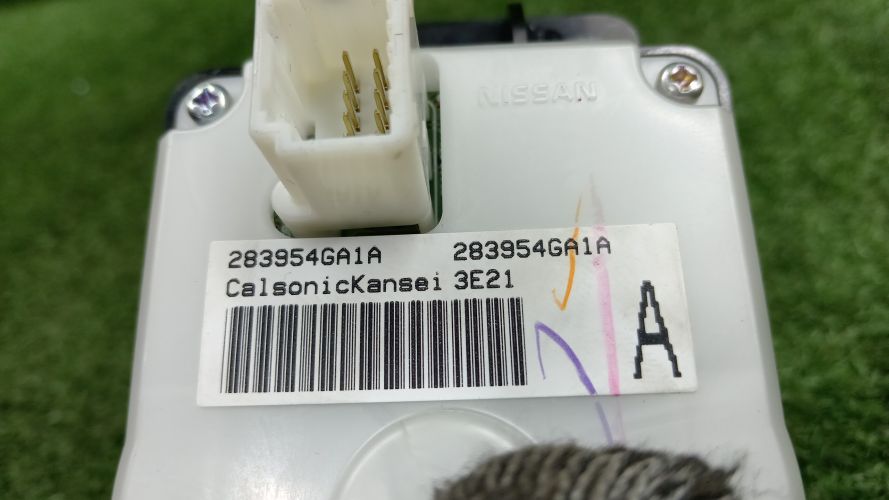 NISSAN
283954GA1A 283954GA1A
CalsonicKansei 3E21
A